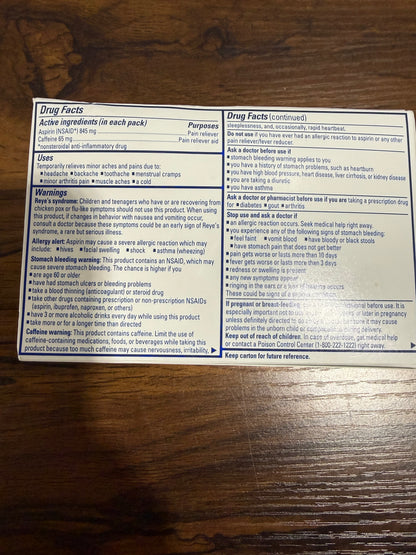 Drug Facts
Active ingredients (in each pack) Purposes
Aspirin (NSAID*) 845 mg Pain reliever
Caffeine 65 mg Pain reliever aid
*nonsteroidal anti-inflammatory drug
Uses
Temporarily relieves minor aches and pains due to:
■ headache ■ backache ■ toothache ■ menstrual cramps
■ minor arthritis pain ■ muscle aches ■ a cold
Warnings
Reye's syndrome: Children and teenagers who have or are recovering from
chicken pox or flu-like symptoms should not use this product. When using
this product, if changes in behavior with nausea and vomiting occur,
consult a doctor because these symptoms could be an early sign of Reye's
syndrome, a rare but serious illness.
Allergy alert: Aspirin may cause a severe allergic reaction which may
include: ■ hives ■ facial swelling ■ shock ■ asthma (wheezing)
Stomach bleeding warning: This product contains an NSAID, which may
cause severe stomach bleeding. The chance is higher if you
■ are age 60 or older
■ have had stomach ulcers or bleeding problems
■ take a blood thinning (anticoagulant) or steroid drug
■ take other drugs containing prescription or non-prescription NSAIDs
(aspirin, ibuprofen, naproxen, or others)
■ have 3 or more alcoholic drinks every day while using this product
■ take more or for a longer time than directed
Caffeine warning: This product contains caffeine. Limit the use of
caffeine-containing medications, foods, or beverages while taking this
product because too much caffeine may cause nervousness, irritability,
Drug Facts (continued)
sleeplessness, and, occasionally, rapid heartbeat.
Do not use if you have ever had an allergic reaction to aspirin or any other
pain reliever/fever reducer.
Ask a doctor before use if
■ stomach bleeding warning applies to you
■ you have a history of stomach problems, such as heartburn
■ you have high blood pressure, heart disease, liver cirrhosis, or kidney disease
■ you are taking a diuretic
■ you have asthma
Ask a doctor or pharmacist before use if you are taking a prescription drug
for ■ diabetes ■ gout ■ arthritis
Stop use and ask a doctor if
■ an allergic reaction occurs. Seek medical help right away.
■ you experience any of the following signs of stomach bleeding:
■ feel faint ■ vomit blood ■ have bloody or black stools
■ have stomach pain that does not get better
■ pain gets worse or lasts more than 10 days
■ fever gets worse or lasts more than 3 days
■ redness or swelling is present
■ any new symptoms appear
■ ringing in the ears or a loss of hearing occurs
These could be signs of a
If pregnant or breast-feeding, before use. It is
especially important not to use or later in pregnancy
unless definitely directed to do so it may cause
problems in the unborn child or during delivery.
Keep out of reach of children. In case of overdose, get medical help
or contact a Poison Control Center (1-800-222-1222) right away.
Keep carton for future reference.